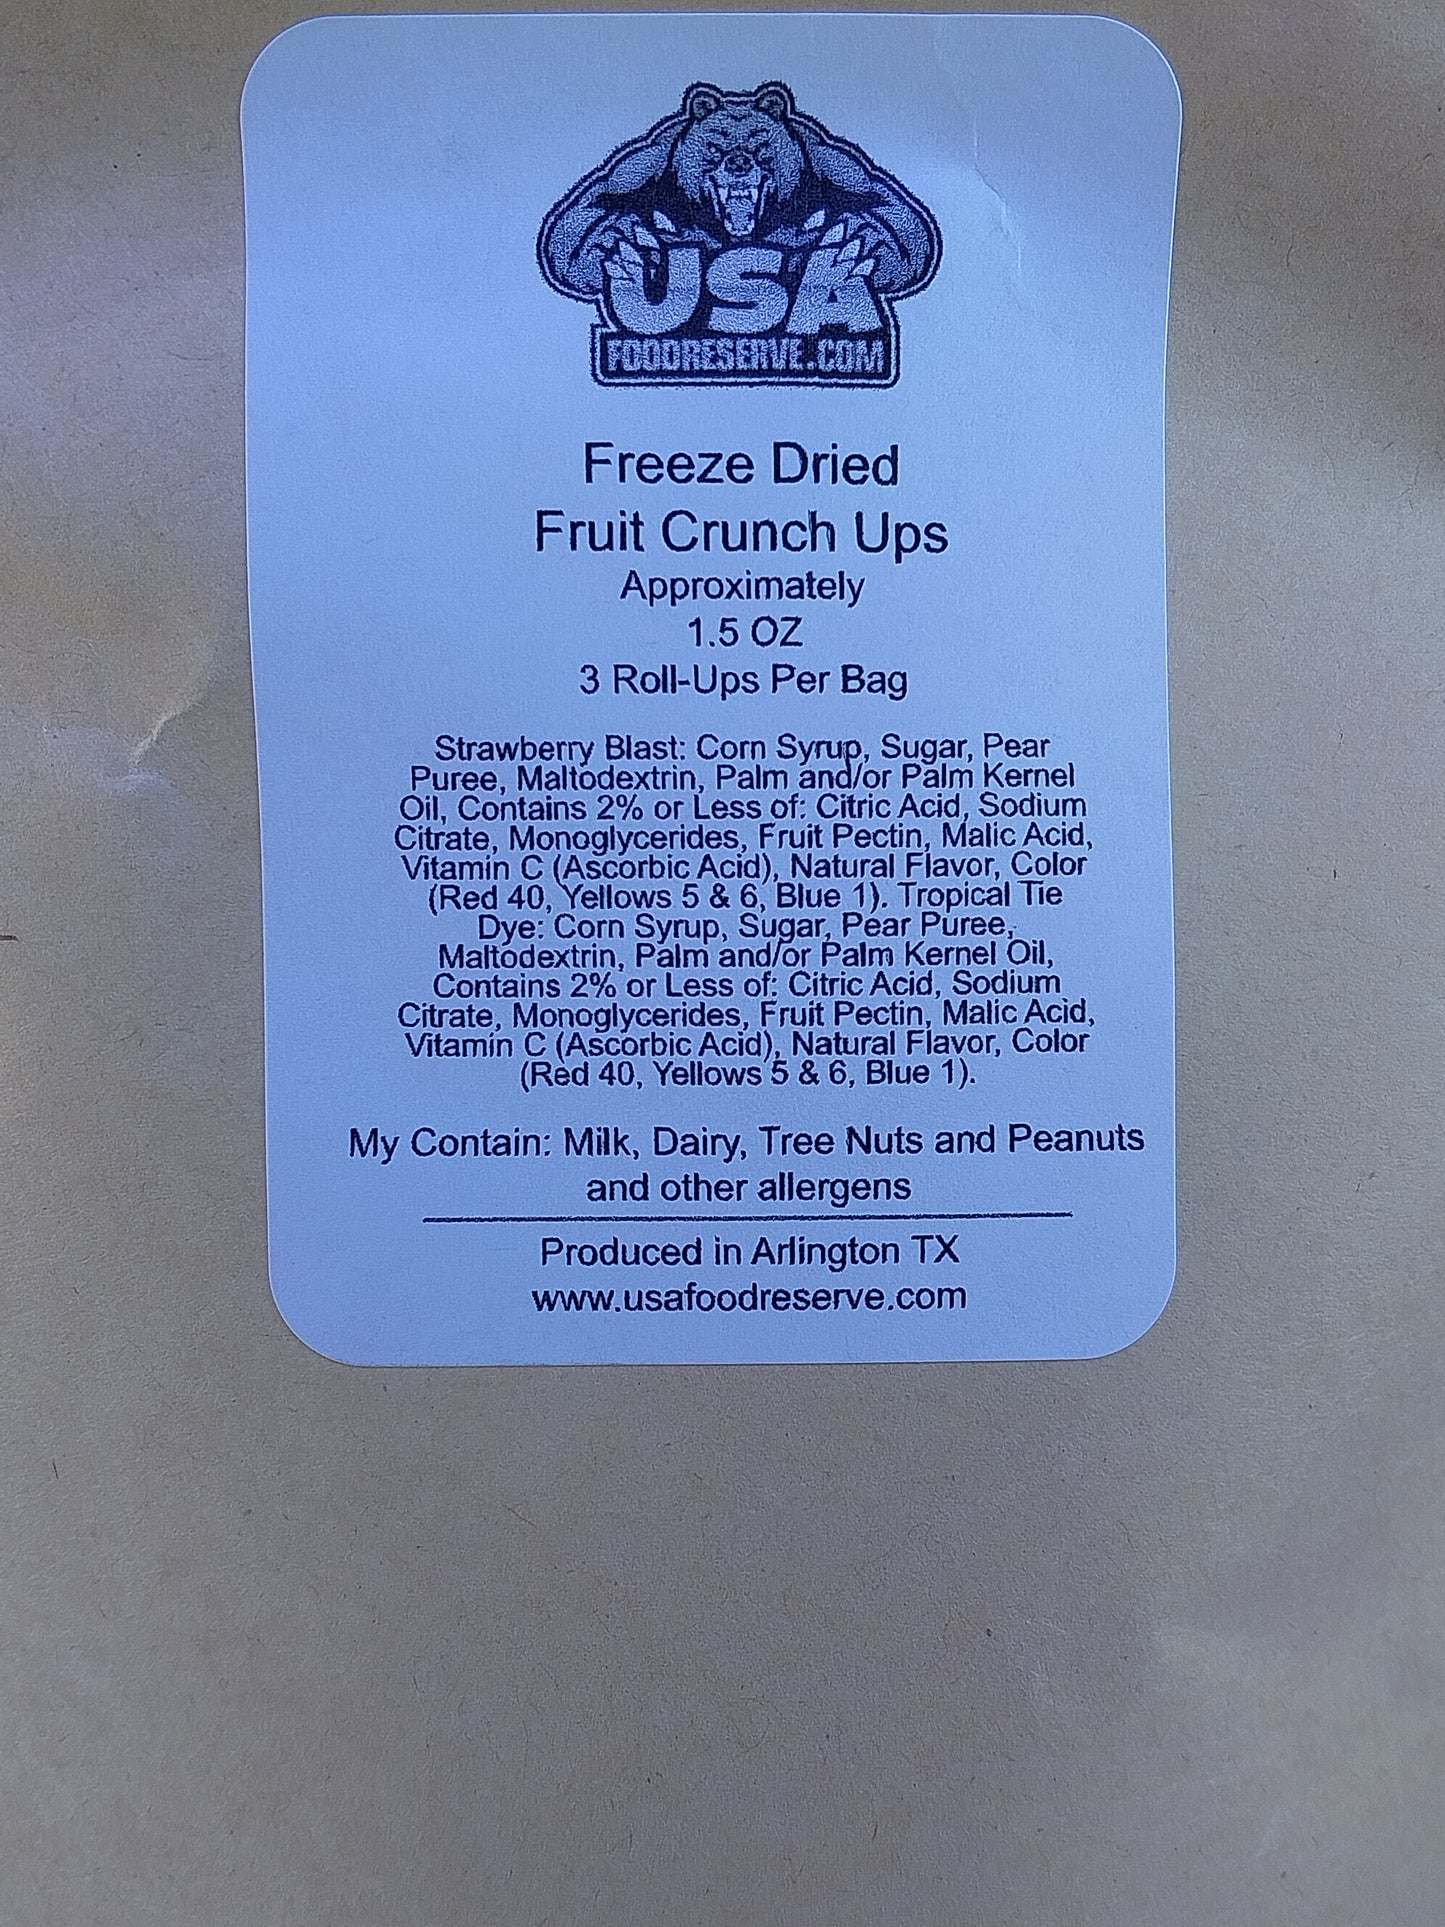 USA
FOODRESERVE.COM
Freeze Dried
Fruit Crunch Ups
Approximately
1.5 OZ
3 Roll-Ups Per Bag
Strawberry Blast: Corn Syrup, Sugar, Pear
Puree, Maltodextrin, Palm and/or Palm Kernel
Oil, Contains 2% or Less of: Citric Acid, Sodium
Citrate, Monoglycerides, Fruit Pectin, Malic Acid,
Vitamin C (Ascorbic Acid), Natural Flavor, Color
(Red 40, Yellows 5 & 6, Blue 1). Tropical Tie
Dye: Corn Syrup, Sugar, Pear Puree,
Maltodextrin, Palm and/or Palm Kernel Oil,
Contains 2% or Less of: Citric Acid, Sodium
Citrate, Monoglycerides, Fruit Pectin, Malic Acid,
Vitamin C (Ascorbic Acid), Natural Flavor, Color
(Red 40, Yellows 5 & 6, Blue 1).
My Contain: Milk, Dairy, Tree Nuts and Peanuts
and other allergens
Produced in Arlington TX
www.usafoodreserve.com